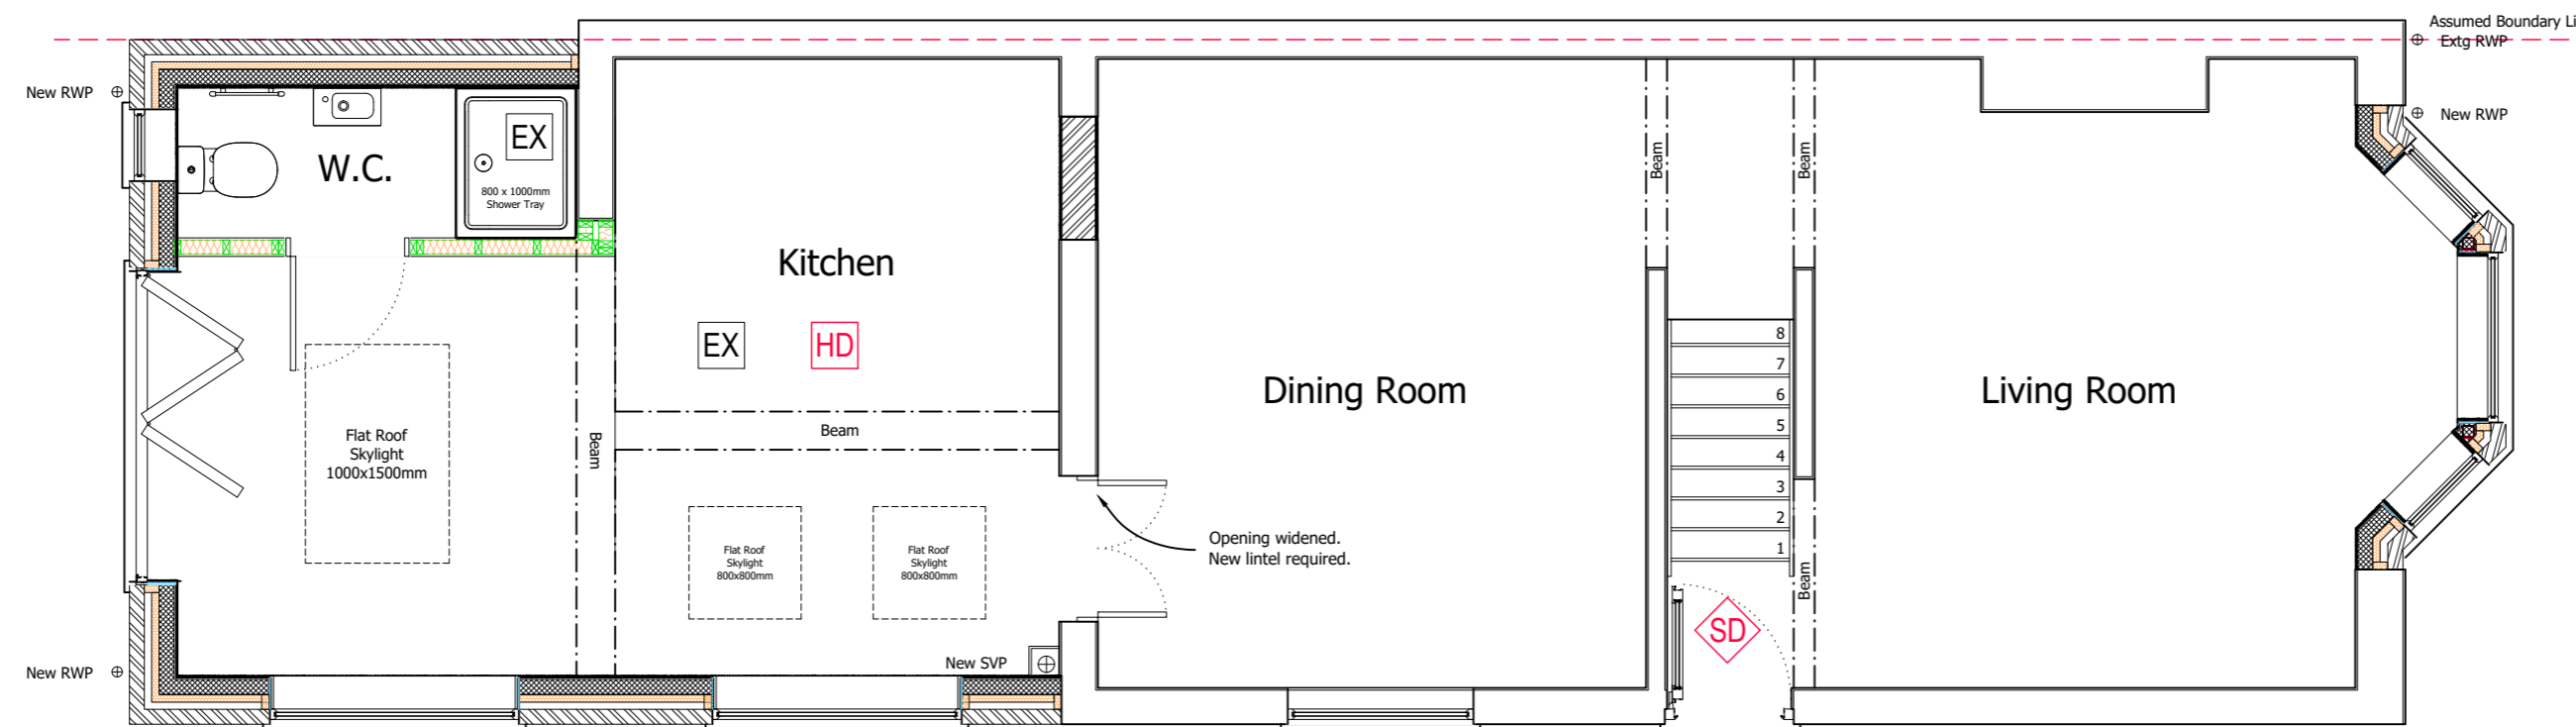 Assumed Boundary Li
Extg RWP
New RWP
New RWP
EX
W.C.
800 x 1000mm
Shower Tray
Beam
Beam
Kitchen
EX
HD
Dining Room
Living Room
8
7
6
5
4
3
2
1
Flat Roof
Skylight
1000x1500mm
Beam
Beam
Flat Roof
Skylight
800x800mm
Flat Roof
Skylight
800x800mm
Opening widened.
New lintel required.
Beam
SD
New SVP
New RWP